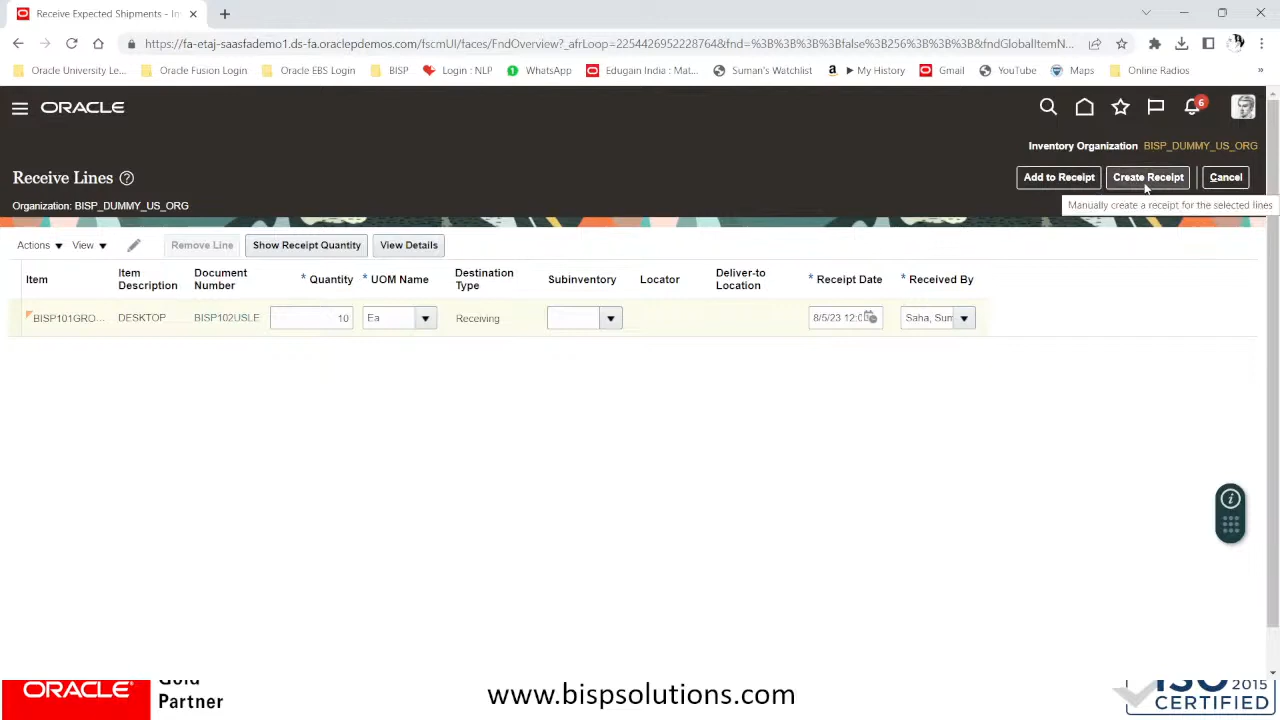 Receive Expected Shipments - In
https://fa-etaj-saasfademo1.ds-fa.oraclepdemos.com/fscmUI/faces/FndOverview?_afrLoop=2254426952228764&fnd=%3B%3B%3B%3Bfalse%3B256%3B%3B%3B&fndGlobalItemN...
Oracle University Le... Oracle Fusion Login Oracle EBS Login BISP Login : NLP WhatsApp Edugain India : Mat... Suman's Watchlist ▶ My History Gmail YouTube Maps Online Radios »
ORACLE 6
Inventory Organization BISP_DUMMY_US_ORG
Receive Lines ? Add to Receipt Create Receipt Cancel
Organization: BISP_DUMMY_US_ORG Manually create a receipt for the selected lines
Actions View Remove Line Show Receipt Quantity View Details
Item Item Description Document Number * Quantity * UOM Name Destination Type Subinventory Locator Deliver-to Location * Receipt Date * Received By
BISP101GRO... DESKTOP BISP102USLE 10 Ea Receiving 8/5/23 12:0 Saha, Sum
ORACLE Gold Partner
www.bispsolutions.com
ISO 2015 CERTIFIED